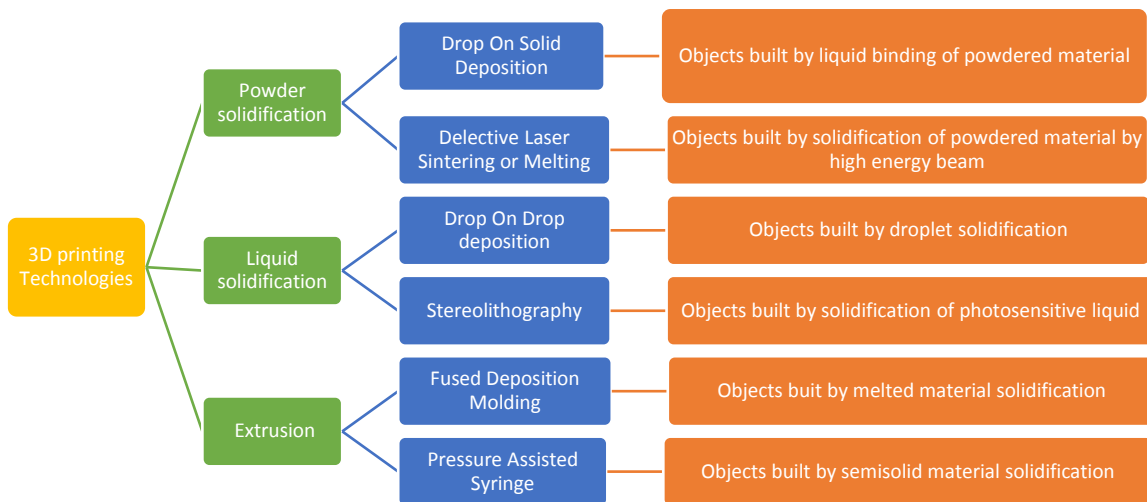 3D printing
Technologies
Powder
solidification
Drop On Solid
Deposition
Objects built by liquid binding of powdered material
Delective Laser
Sintering or Melting
Objects built by solidification of powdered material by
high energy beam
Liquid
solidification
Drop On Drop
deposition
Objects built by droplet solidification
Stereolithography
Objects built by solidification of photosensitive liquid
Extrusion
Fused Deposition
Molding
Objects buit by melted material solidification
Pressure Assisted
Syringe
Objects built by semisolid material solidification